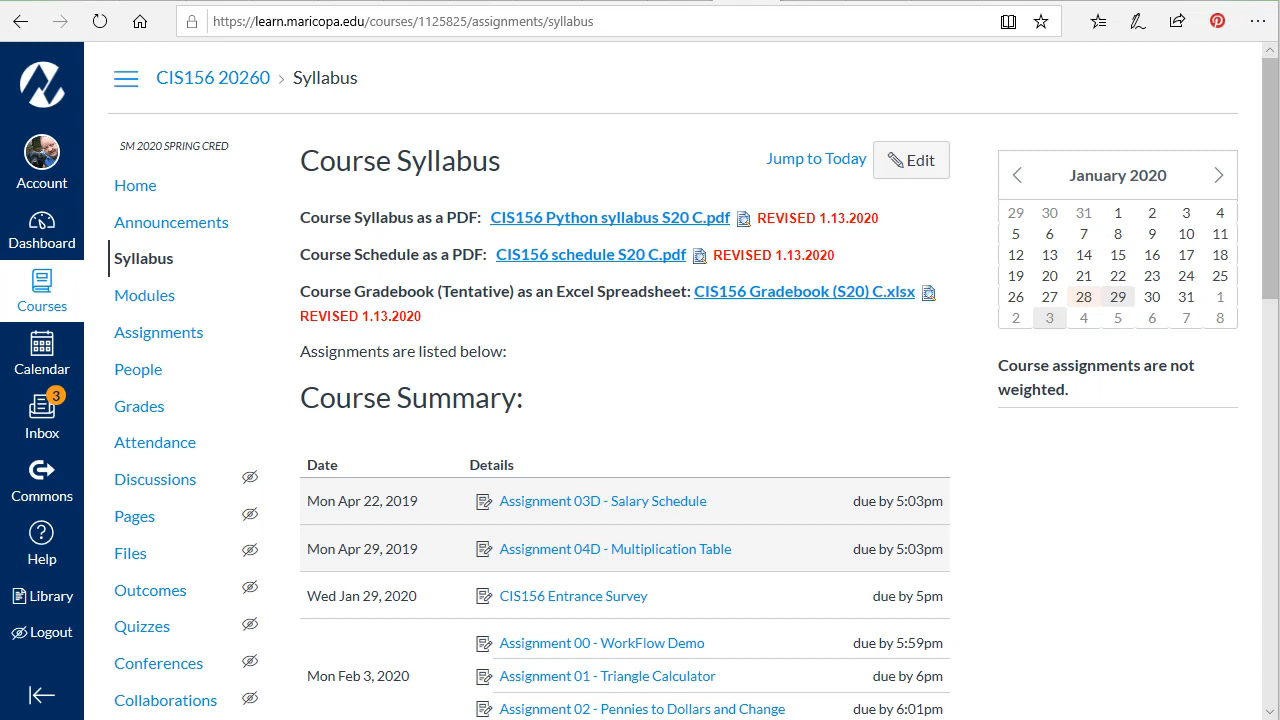 https://learn.maricopa.edu/courses/1125825/assignments/syllabus
CIS156 20260 > Syllabus
Account
Dashboard
Courses
Calendar
3
Inbox
Commons
Help
Library
Logout
SM 2020 SPRING CRED
Home
Announcements
Syllabus
Modules
Assignments
People
Grades
Attendance
Discussions
Pages
Files
Outcomes
Quizzes
Conferences
Collaborations
Course Syllabus
Jump to Today
Edit
Course Syllabus as a PDF: CIS156 Python syllabus S20 C.pdf REVISED 1.13.2020
Course Schedule as a PDF: CIS156 schedule S20 C.pdf REVISED 1.13.2020
Course Gradebook (Tentative) as an Excel Spreadsheet: CIS156 Gradebook (S20) C.xlsx
REVISED 1.13.2020
Assignments are listed below:
Course Summary:
Date Details
Mon Apr 22, 2019 Assignment 03D - Salary Schedule due by 5:03pm
Mon Apr 29, 2019 Assignment 04D - Multiplication Table due by 5:03pm
Wed Jan 29, 2020 CIS156 Entrance Survey due by 5pm
Assignment 00 - WorkFlow Demo due by 5:59pm
Mon Feb 3, 2020 Assignment 01 - Triangle Calculator due by 6pm
Assignment 02 - Pennies to Dollars and Change due by 6:01pm
January 2020
29 30 31 1 2 3 4
5 6 7 8 9 10 11
12 13 14 15 16 17 18
19 20 21 22 23 24 25
26 27 28 29 30 31 1
2 3 4 5 6 7 8
Course assignments are not
weighted.